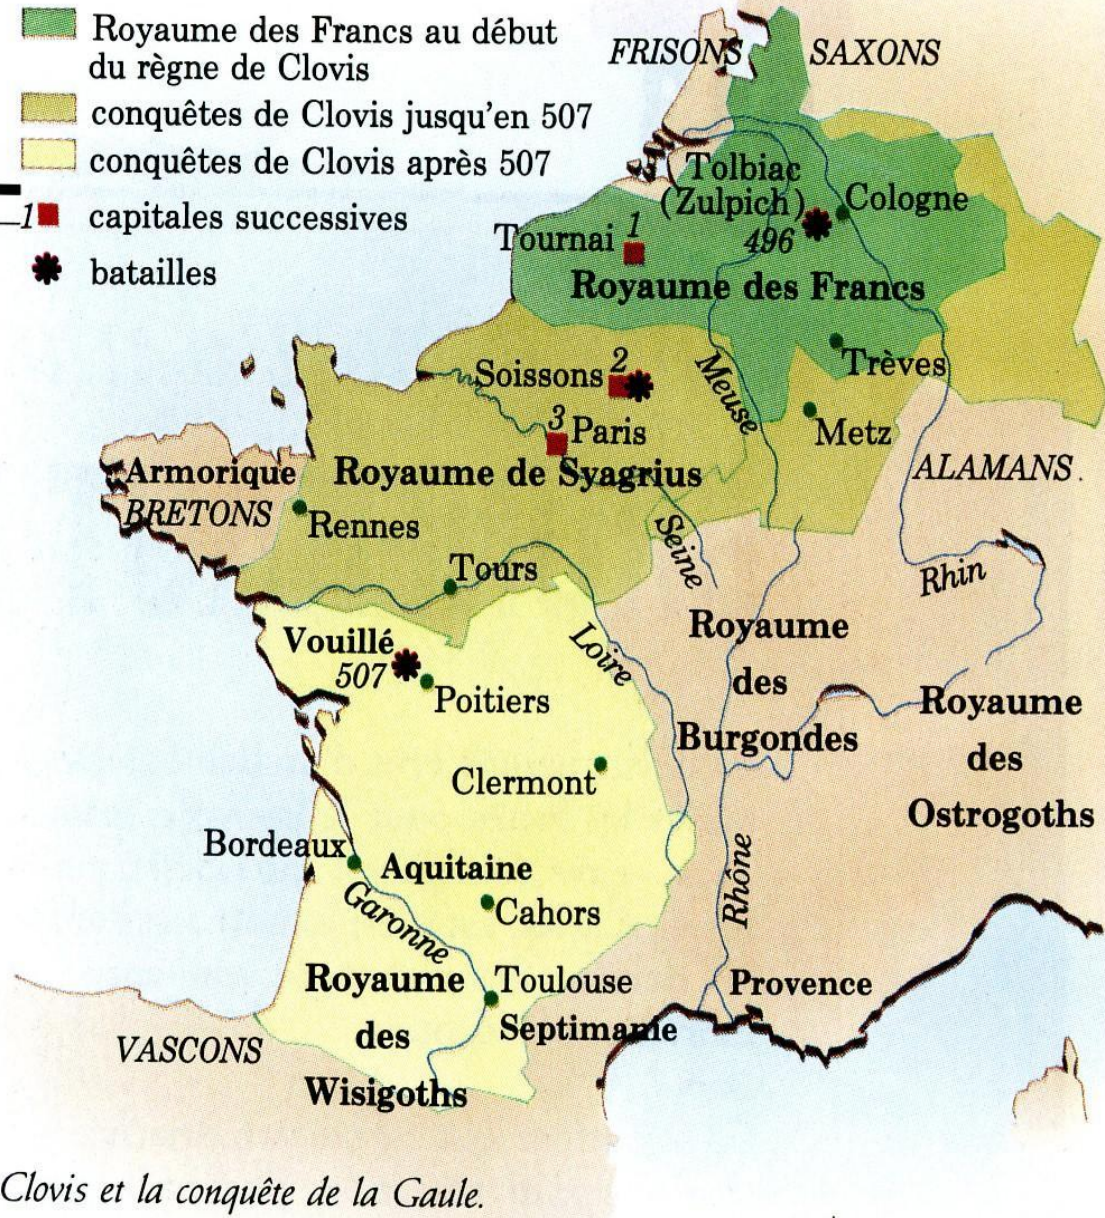 Royaume des Francs au début
du règne de Clovis
conquêtes de Clovis jusqu'en 507
conquêtes de Clovis après 507
1 capitales successives
batailles
FRISONS
SAXONS
Tolbiac
(Zulpich)
496
Cologne
Tournai 1
Royaume des Francs
Trèves
Soissons 2
Meuse
3 Paris
Metz
Armorique
Royaume de Syagrius
ALAMANS
BRETONS
Rennes
Seine
Tours
Rhin
Vouillé
507
Loire
Royaume
des
Burgondes
Poitiers
Royaume
des
Ostrogoths
Clermont
Bordeaux
Aquitaine
Rhône
Garonne
Cahors
Royaume
des
Wisigoths
Toulouse
Provence
Septimanie
VASCONS
Clovis et la conquête de la Gaule.